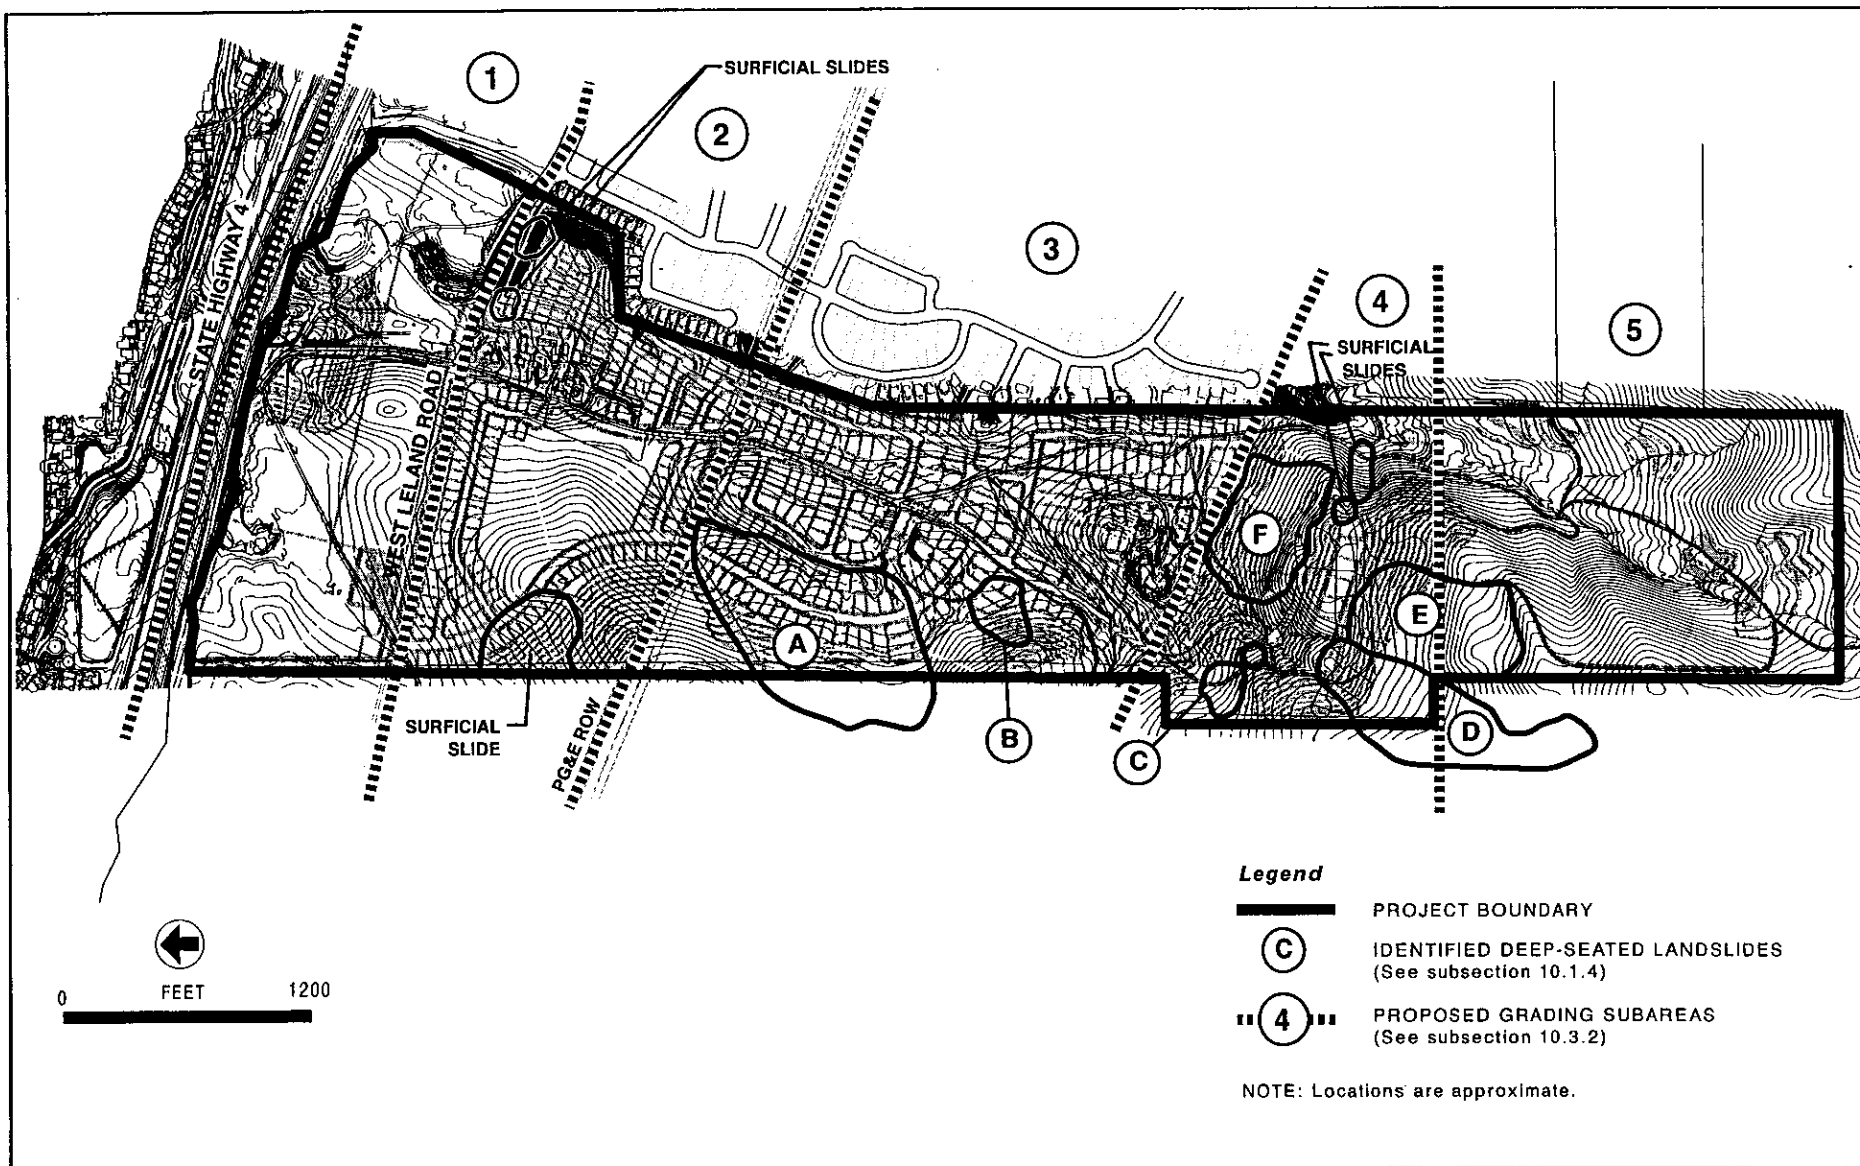 1
SURFICIAL SLIDES
2
3
4
5
SURFICIAL
SLIDES
STATE HIGHWAY 4
WEST LELAND ROAD
F
E
A
SURFICIAL
SLIDE
PG&E ROW
B
C
D
Legend
PROJECT BOUNDARY
C
IDENTIFIED DEEP-SEATED LANDSLIDES
(See subsection 10.1.4)
4
PROPOSED GRADING SUBAREAS
(See subsection 10.3.2)
NOTE: Locations are approximate.
0 FEET 1200